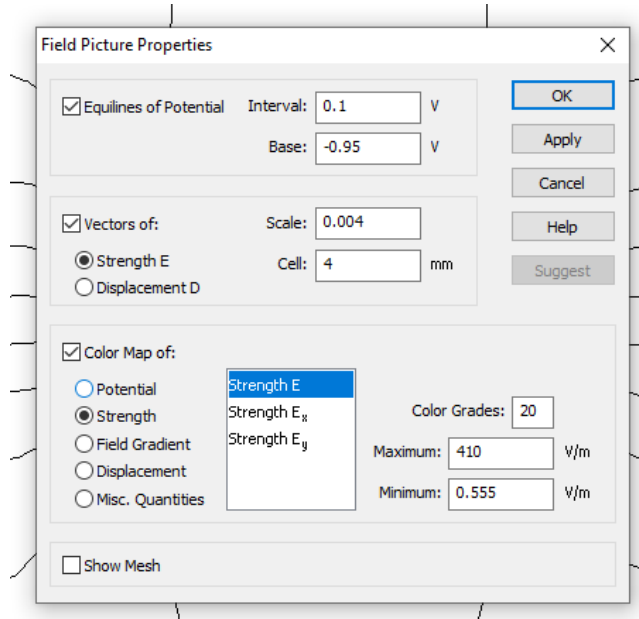 Field Picture Properties
Equilines of Potential Interval: 0.1 V
Base: -0.95 V
OK
Apply
Cancel
Help
Suggest
Vectors of: Scale: 0.004
Strength E Cell: 4 mm
Displacement D
Color Map of:
Potential
Strength
Field Gradient
Displacement
Misc. Quantities
Strength E
Strength Ex
Strength Ey
Color Grades: 20
Maximum: 410 V/m
Minimum: 0.555 V/m
Show Mesh